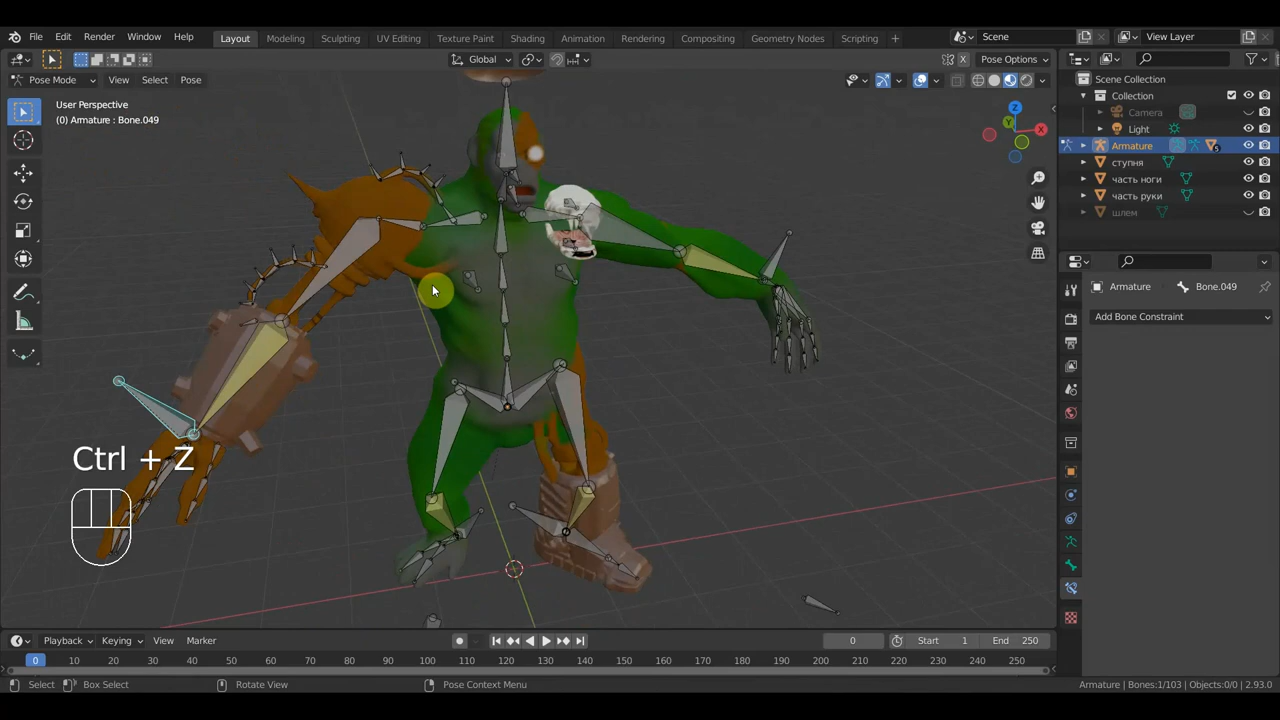 File Edit Render Window Help Layout Modeling Sculpting UV Editing Texture Paint Shading Animation Rendering Compositing Geometry Nodes Scripting + Scene View Layer
Global X Pose Options
Pose Mode View Select Pose
User Perspective
(0) Armature : Bone.049
Z
Y
X
Scene Collection
Collection
Camera
Light
Armature 5
ступня
часть ноги
часть руки
шлем
Armature Bone.049
Add Bone Constraint
Ctrl + Z
Playback Keying View Marker 0 Start 1 End 250
0 10 20 30 40 50 60 70 80 90 100 110 120 130 140 150 160 170 180 190 200 210 220 230 240 250
Select Box Select Rotate View Pose Context Menu Armature | Bones:1/103 | Objects:0/0 | 2.93.0